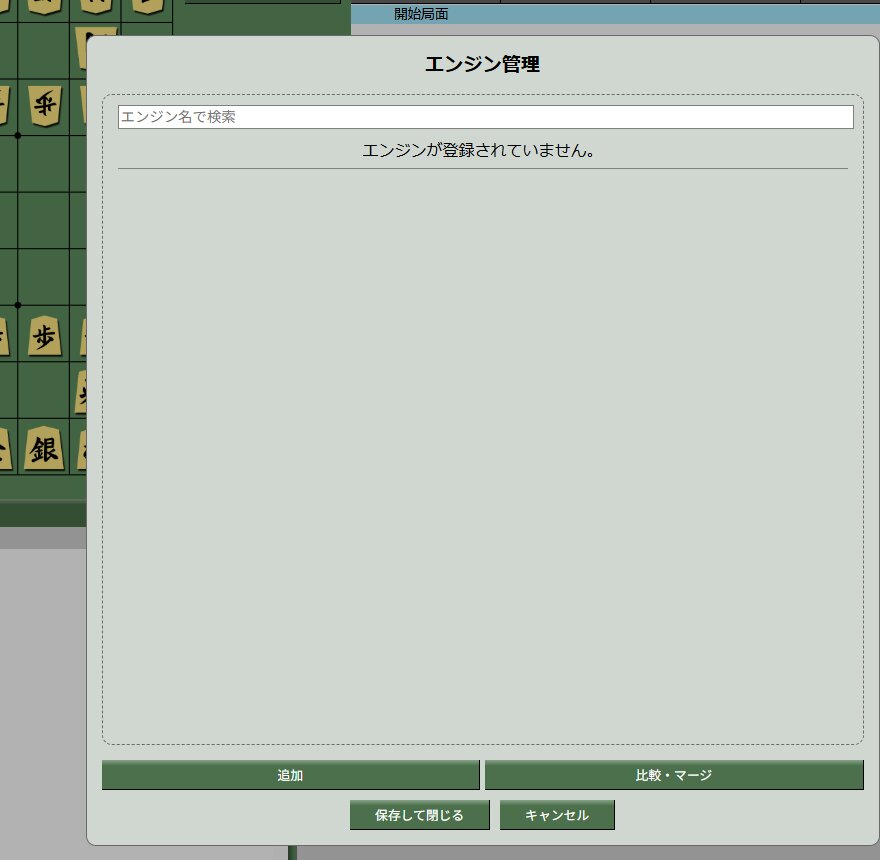 開始局面
エンジン管理
エンジン名で検索
エンジンが登録されていません。
歩
歩
銀
追加
比較・マージ
保存して閉じる
キャンセル